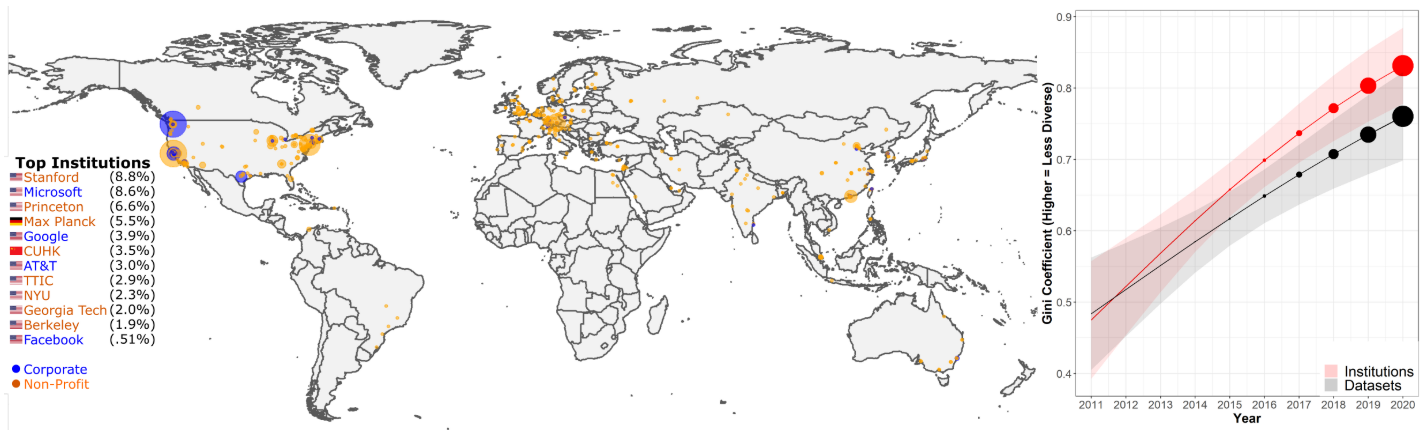 Top Institutions
Stanford (8.8%)
Microsoft (8.6%)
Princeton (6.6%)
Max Planck (5.5%)
Google (3.9%)
CUHK (3.5%)
AT&T (3.0%)
TTIC (2.9%)
NYU (2.3%)
Georgia Tech (2.0%)
Berkeley (1.9%)
Facebook (.51%)
Corporate
Non-Profit
Gini Coefficient (Higher = Less Diverse)
0.9
0.8
0.7
0.6
0.5
0.4
Institutions
Datasets
2011 2012 2013 2014 2015 2016 2017 2018 2019 2020
Year